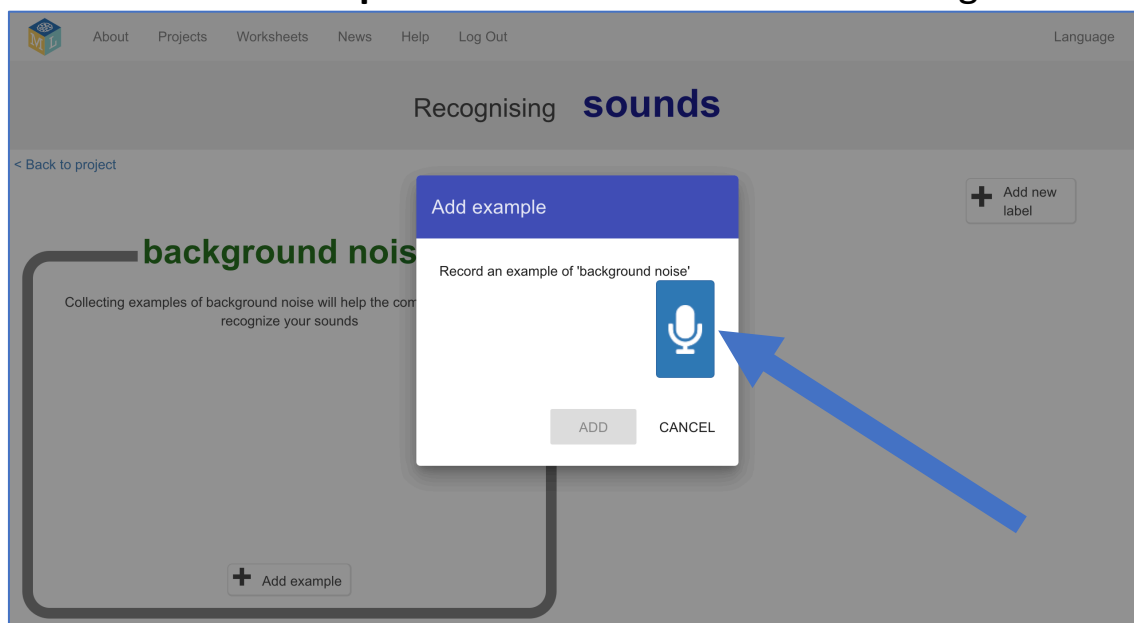 About Projects Worksheets News Help Log Out Language
Recognising sounds
< Back to project
Add new
label
Add example
background nois
Record an example of 'background noise'
Collecting examples of background noise will help the com
recognize your sounds
ADD CANCEL
Add example